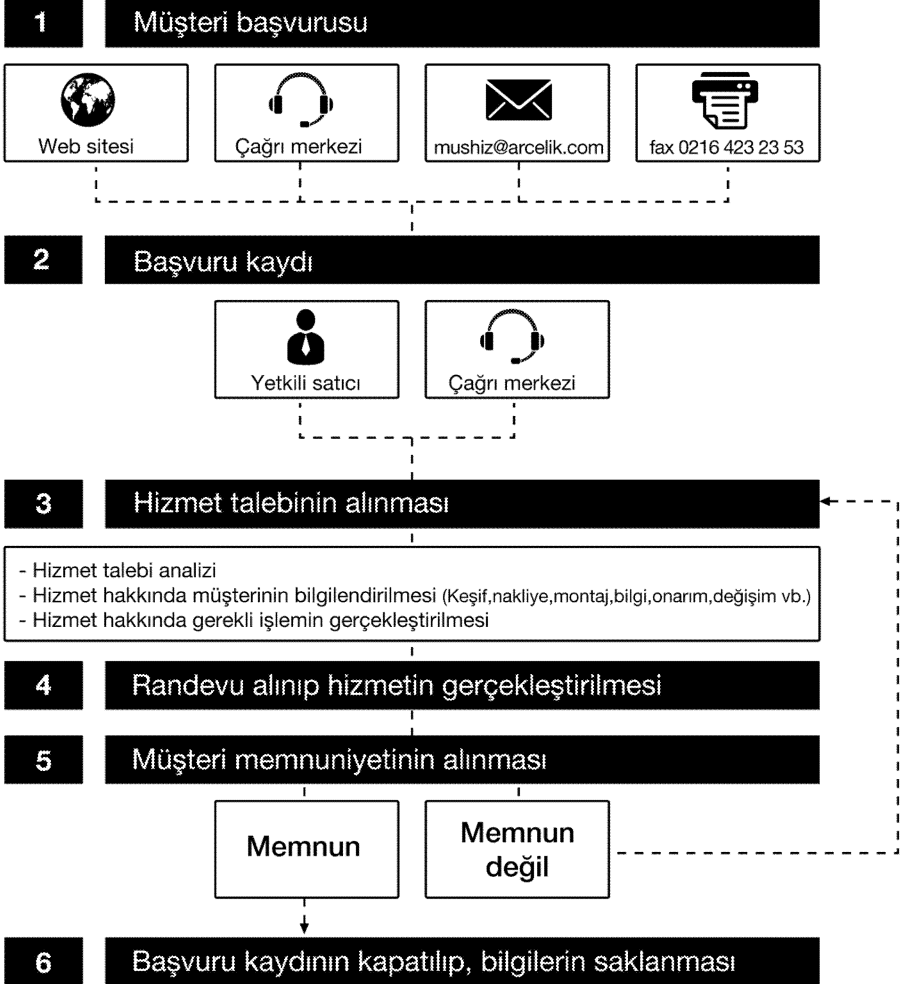 1 Müşteri başvurusu
Web sitesi
Çağrı merkezi
mushiz@arcelik.com
fax 0216 423 23 53
2 Başvuru kaydı
Yetkili satıcı
Çağrı merkezi
3 Hizmet talebinin alınması
- Hizmet talebi analizi
- Hizmet hakkında müşterinin bilgilendirilmesi (Keşif,nakliye,montaj,bilgi,onarım,değişim vb.)
- Hizmet hakkında gerekli işlemin gerçekleştirilmesi
4 Randevu alınıp hizmetin gerçekleştirilmesi
5 Müşteri memnuniyetinin alınması
Memnun
Memnun
değil
6 Başvuru kaydının kapatılıp, bilgilerin saklanması